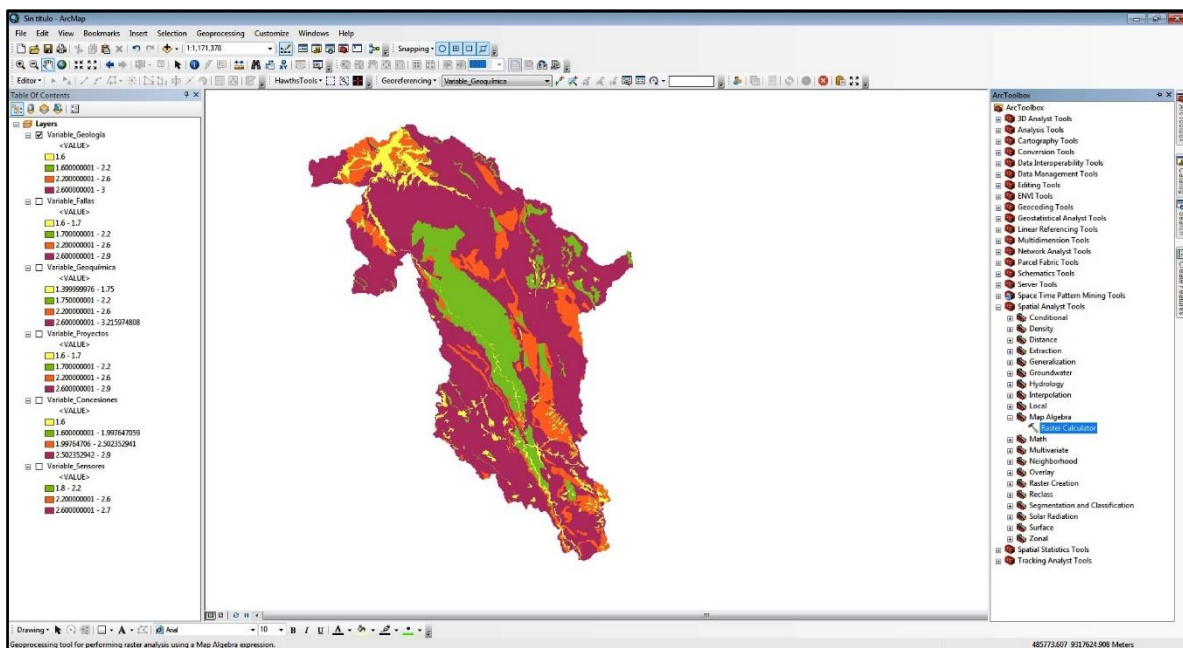 Sin título - ArcMap
File Edit View Bookmarks Insert Selection Geoprocessing Customize Windows Help
1:1,171,378
Snapping
Editor
HawthsTools
Georeferencing
Variable_Geoquímica
Table Of Contents
Layers
Variable_Geología
<VALUE>
1.6
1.600000001 - 2.2
2.200000001 - 2.6
2.600000001 - 3
Variable_Fallas
<VALUE>
1.6 - 1.7
1.700000001 - 2.2
2.200000001 - 2.6
2.600000001 - 2.9
Variable_Geoquímica
<VALUE>
1.399999976 - 1.75
1.750000001 - 2.2
2.200000001 - 2.6
2.600000001 - 3.215974808
Variable_Proyectos
<VALUE>
1.6 - 1.7
1.700000001 - 2.2
2.200000001 - 2.6
2.600000001 - 2.9
Variable_Concesiones
<VALUE>
1.6
1.600000001 - 1.997647059
1.99764706 - 2.502352941
2.502352942 - 2.9
Variable_Sensores
<VALUE>
1.8 - 2.2
2.200000001 - 2.6
2.600000001 - 2.7
ArcToolbox
ArcToolbox
3D Analyst Tools
Analysis Tools
Cartography Tools
Conversion Tools
Data Interoperability Tools
Data Management Tools
Editing Tools
ENVI Tools
Geocoding Tools
Geostatistical Analyst Tools
Linear Referencing Tools
Multidimension Tools
Network Analyst Tools
Parcel Fabric Tools
Schematics Tools
Server Tools
Space Time Pattern Mining Tools
Spatial Analyst Tools
Conditional
Density
Distance
Extraction
Generalization
Groundwater
Hydrology
Interpolation
Local
Map Algebra
Raster Calculator
Math
Multivariate
Neighborhood
Overlay
Raster Creation
Reclass
Segmentation and Classification
Solar Radiation
Surface
Zonal
Spatial Statistics Tools
Tracking Analyst Tools
ArcToolbox
Catalog
Search
Create Features
Drawing
Arial
10
B I U A
Geoprocessing tool for performing raster analysis using a Map Algebra expression.
485773.607 9317624.908 Meters